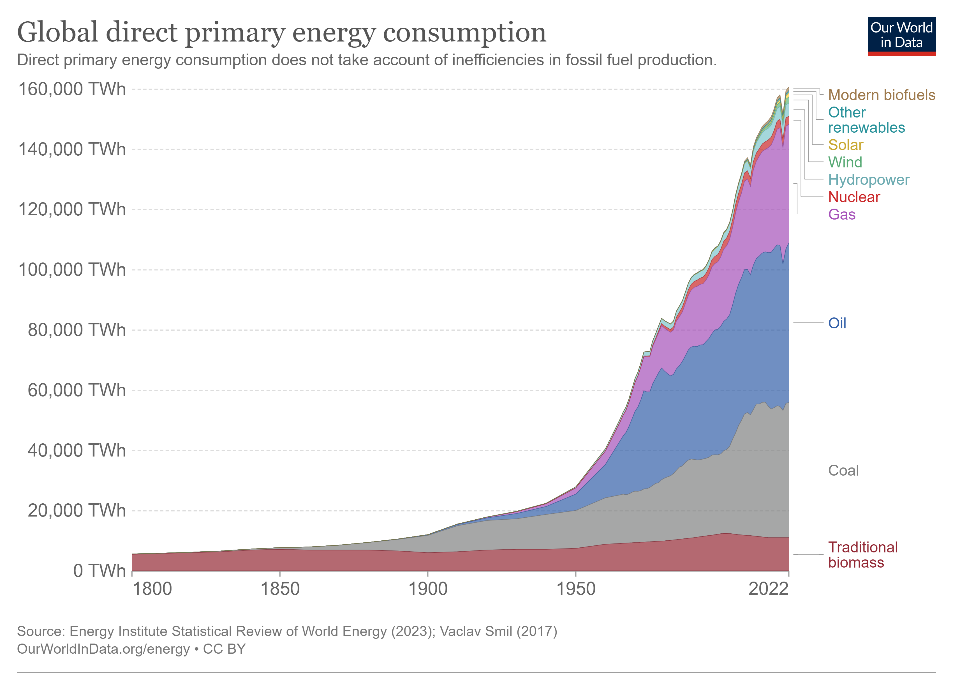 Global direct primary energy consumption
Our World
in Data
Direct primary energy consumption does not take account of inefficiencies in fossil fuel production.
160,000 TWh
140,000 TWh
120,000 TWh
100,000 TWh
80,000 TWh
60,000 TWh
40,000 TWh
20,000 TWh
0 TWh
Modern biofuels
Other
renewables
Solar
Wind
Hydropower
Nuclear
Gas
Oil
Coal
Traditional
biomass
1800
1850
1900
1950
2022
Source: Energy Institute Statistical Review of World Energy (2023); Vaclav Smil (2017)
OurWorldInData.org/energy • CC BY